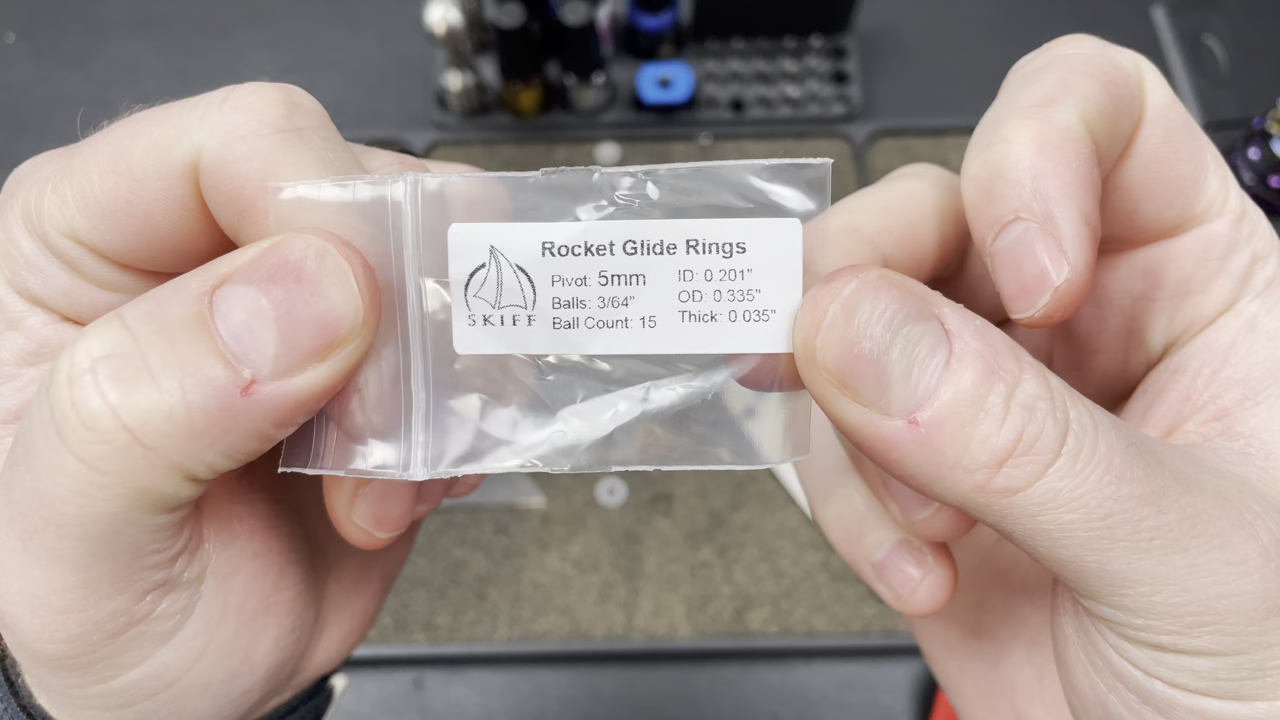 Rocket Glide Rings
Pivot: 5mm
Balls: 3/64"
Ball Count: 15
ID: 0.201"
OD: 0.335"
Thick: 0.035"
SKIFF